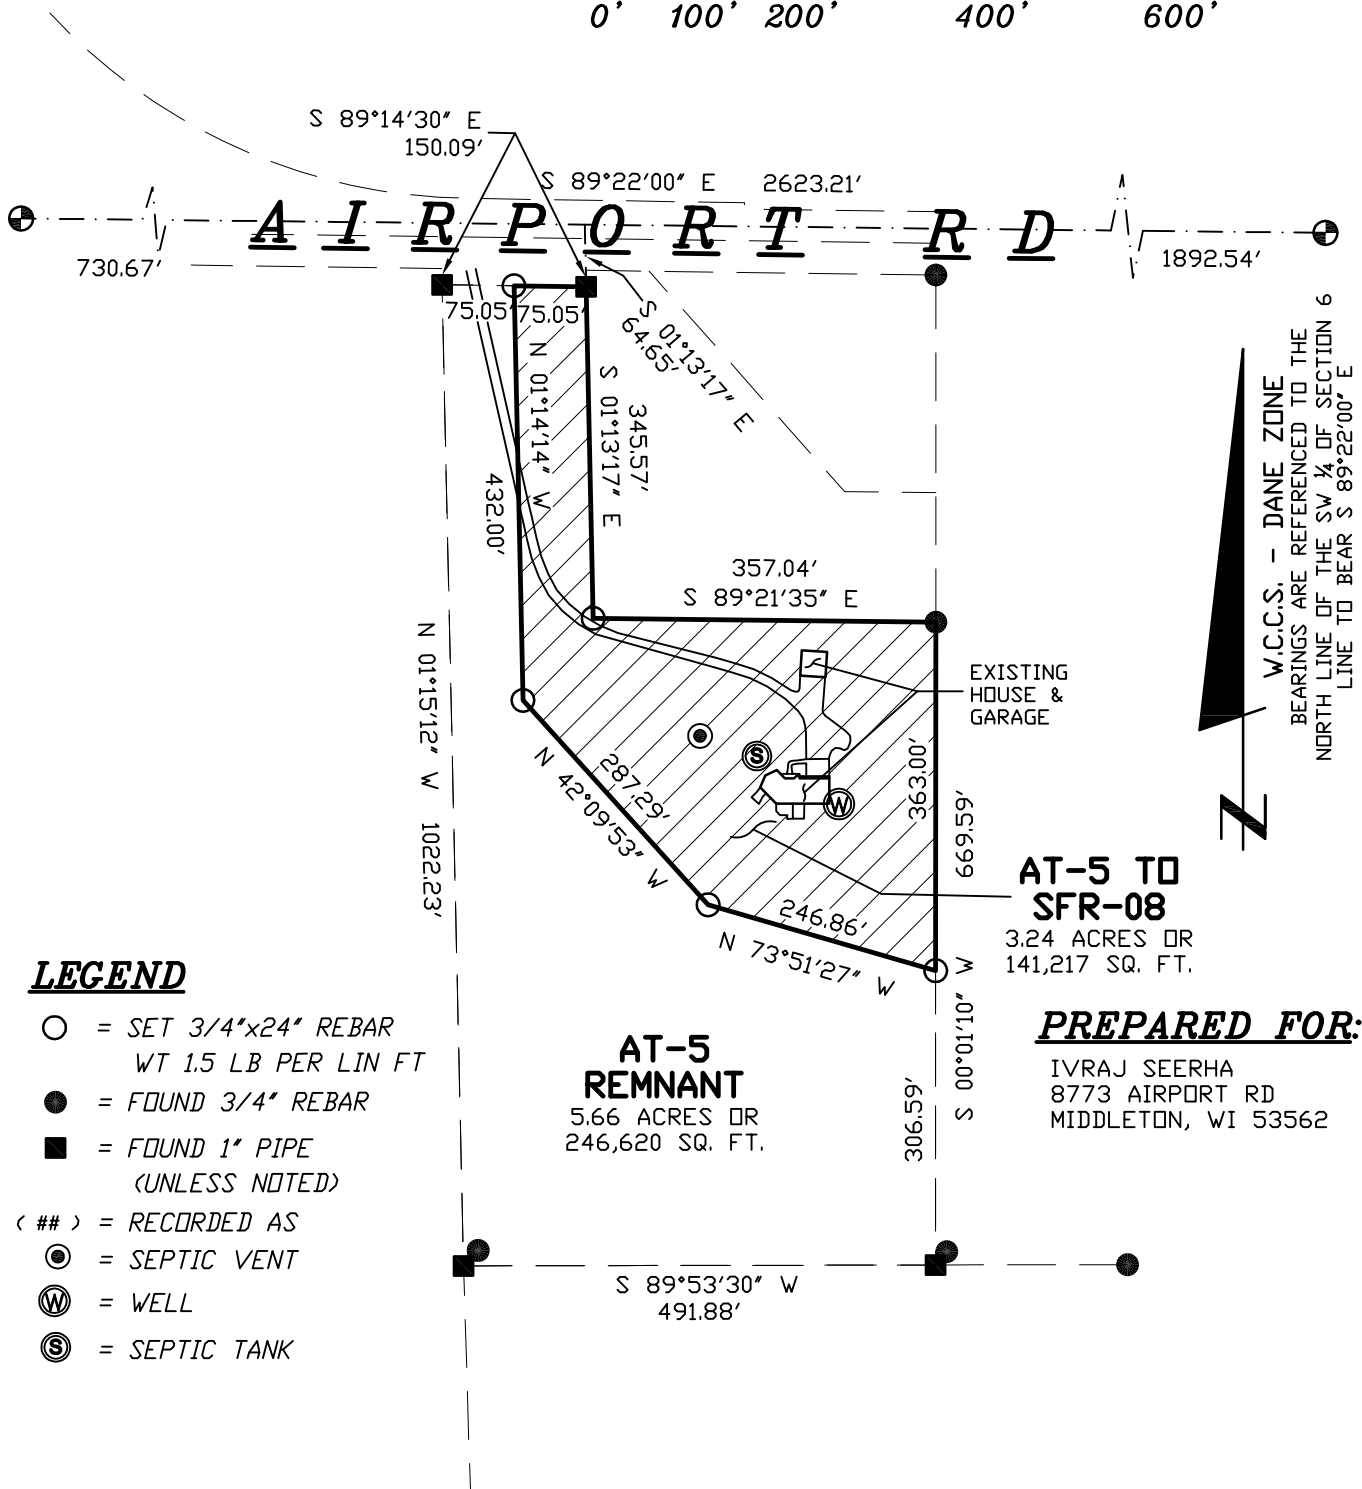 0' 100' 200' 400' 600'
S 89°14'30" E
150.09'
S 89°22'00" E 2623.21'
AIRPORT RD
730.67'
1892.54'
75.05' 75.05'
S 01°13'17" E
64.65'
N 01°14'14" W
432.00'
S 01°13'17" E
345.57'
357.04'
S 89°21'35" E
N 01°15'12" W 1022.23'
EXISTING
HOUSE &
GARAGE
S
W
287.29'
N 42°09'53" W
363.00'
669.59'
246.86'
N 73°51'27" W
S 00°01'10" W
306.59'
AT-5 TO
SFR-08
3.24 ACRES OR
141,217 SQ. FT.
W.C.C.S. - DANE ZONE
BEARINGS ARE REFERENCED TO THE
NORTH LINE OF THE SW ¼ OF SECTION 6
LINE TO BEAR S 89°22'00" E
N
LEGEND
= SET 3/4"x24" REBAR
WT 1.5 LB PER LIN FT
= FOUND 3/4" REBAR
= FOUND 1" PIPE
(UNLESS NOTED)
( ## ) = RECORDED AS
= SEPTIC VENT
W = WELL
S = SEPTIC TANK
AT-5
REMNANT
5.66 ACRES OR
246,620 SQ. FT.
PREPARED FOR:
IVRAJ SEERHA
8773 AIRPORT RD
MIDDLETON, WI 53562
S 89°53'30" W
491.88'